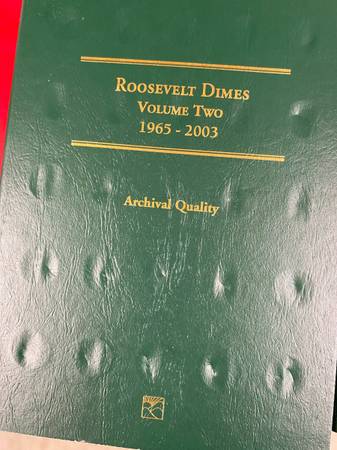 ROOSEVELT DIMES
VOLUME TWO
1965 - 2003
Archival Quality